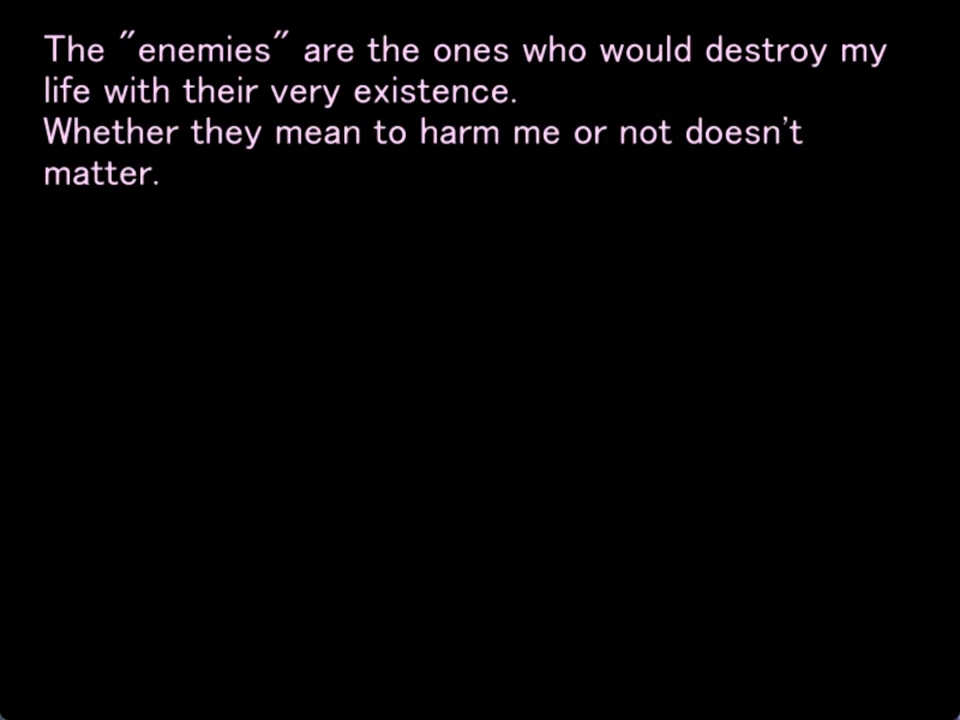 The "enemies" are the ones who would destroy my
life with their very existence.
Whether they mean to harm me or not doesn't
matter.